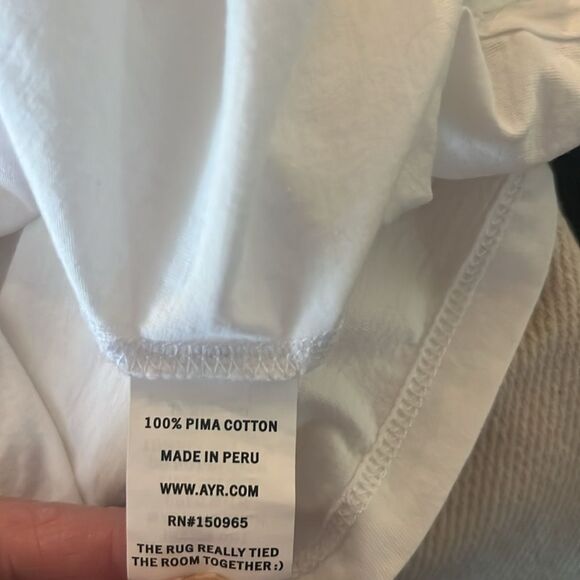 100% PIMA COTTON
MADE IN PERU
WWW.AYR.COM
RN#150965
THE RUG REALLY TIED
THE ROOM TOGETHER :)